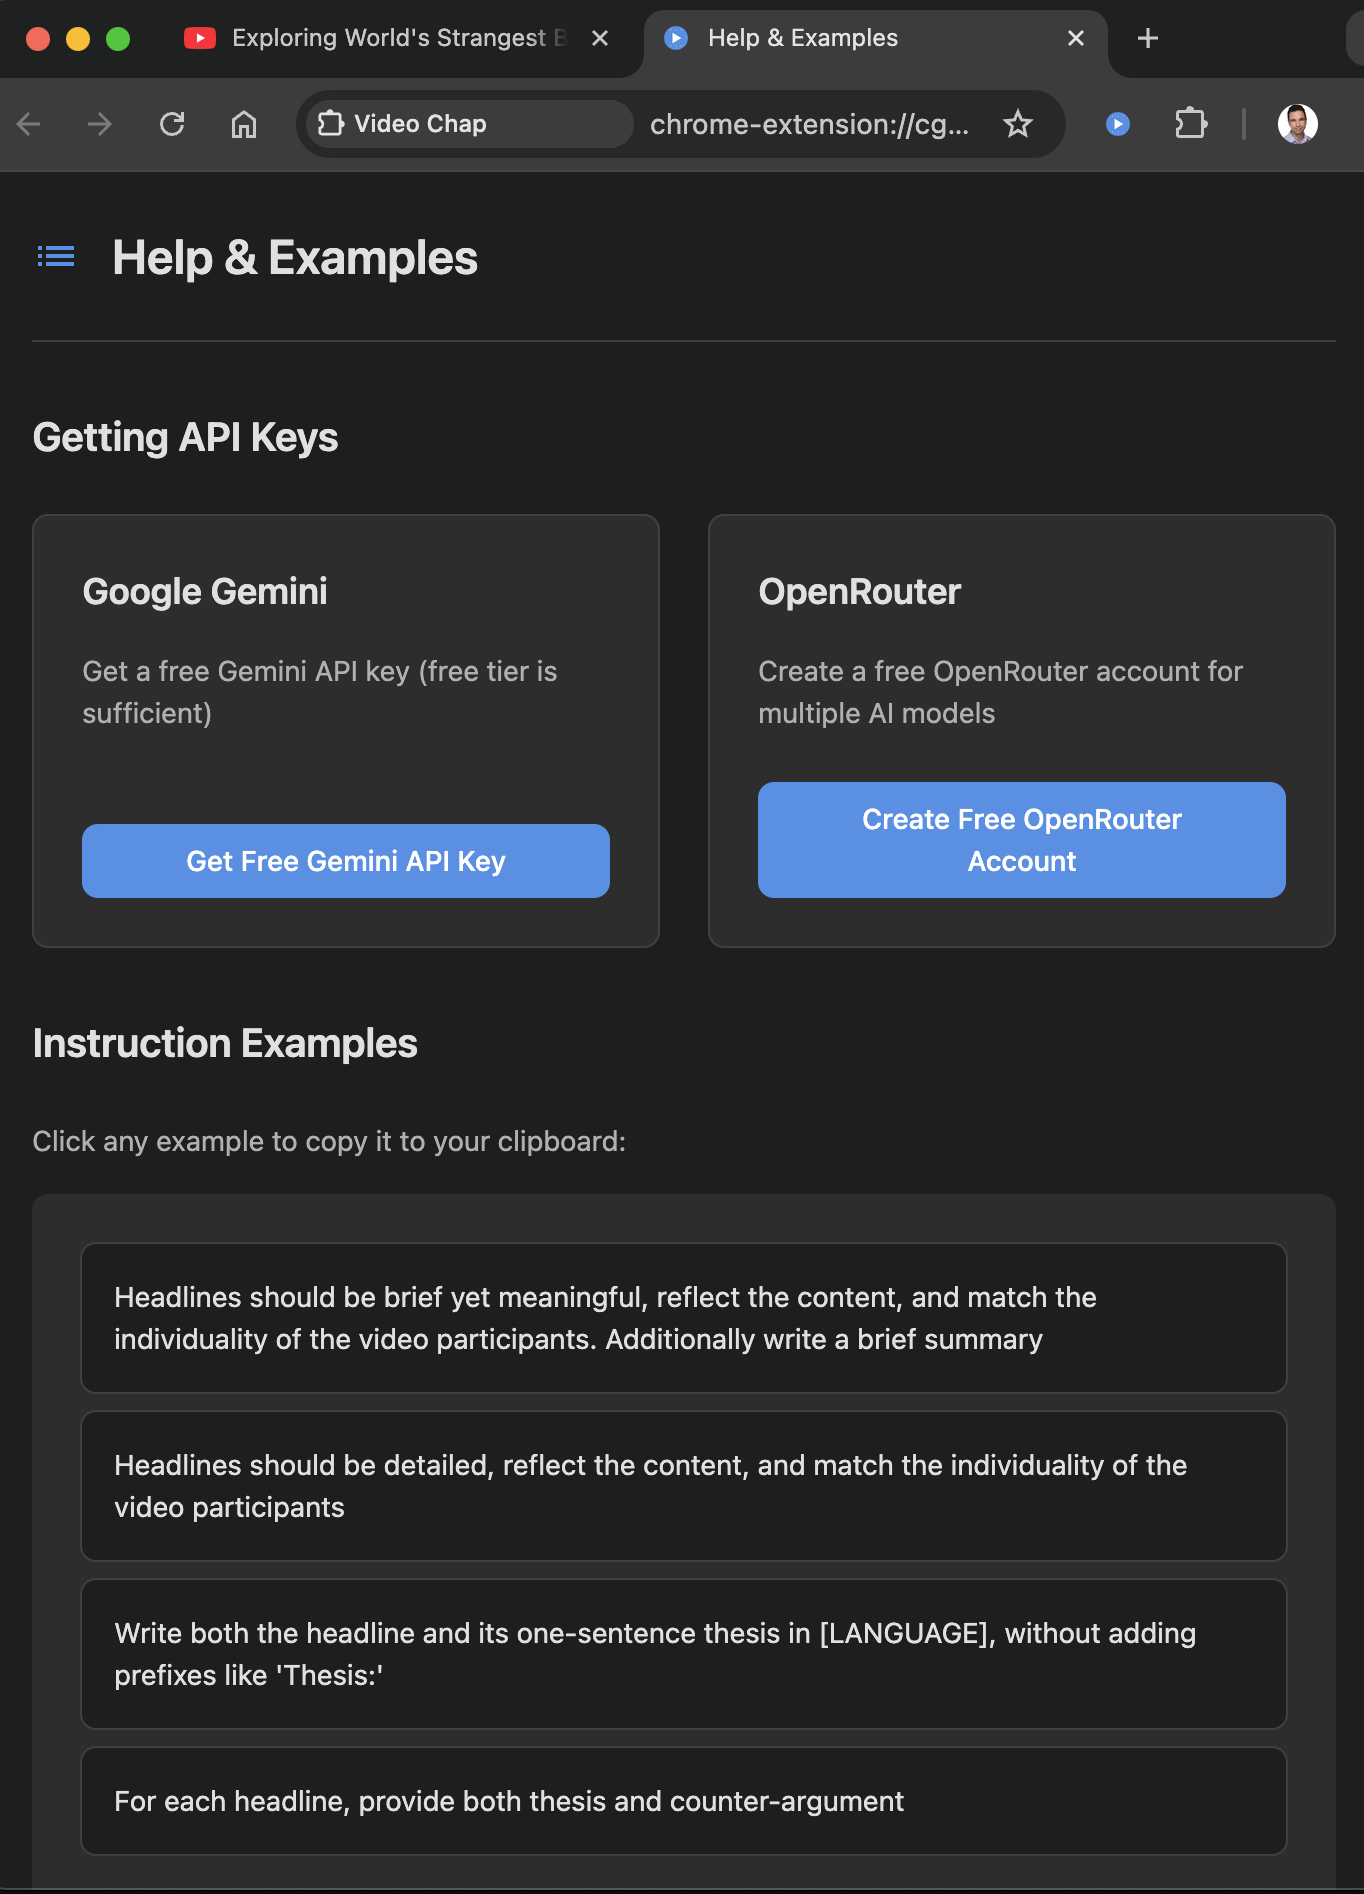 Exploring World's Strangest B
Help & Examples
Video Chap
chrome-extension://cg...
Help & Examples
Getting API Keys
Google Gemini
Get a free Gemini API key (free tier is
sufficient)
Get Free Gemini API Key
OpenRouter
Create a free OpenRouter account for
multiple AI models
Create Free OpenRouter
Account
Instruction Examples
Click any example to copy it to your clipboard:
Headlines should be brief yet meaningful, reflect the content, and match the
individuality of the video participants. Additionally write a brief summary
Headlines should be detailed, reflect the content, and match the individuality of the
video participants
Write both the headline and its one-sentence thesis in [LANGUAGE], without adding
prefixes like 'Thesis:'
For each headline, provide both thesis and counter-argument